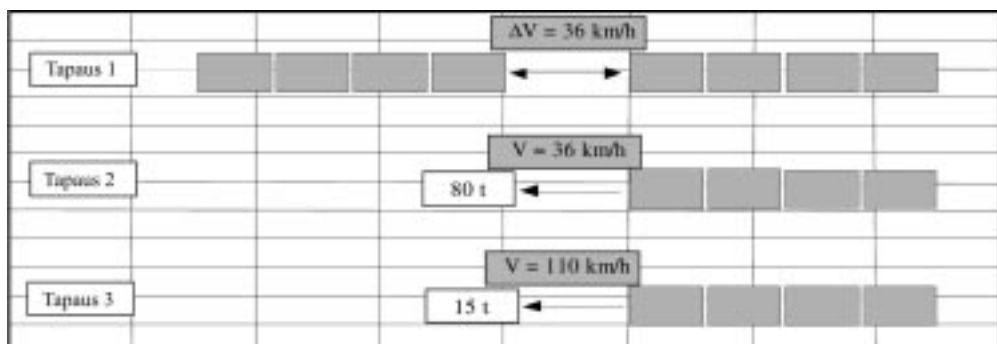 ΔV = 36 km/h
Tapaus 1
V = 36 km/h
Tapaus 2
80 t
V = 110 km/h
Tapaus 3
15 t